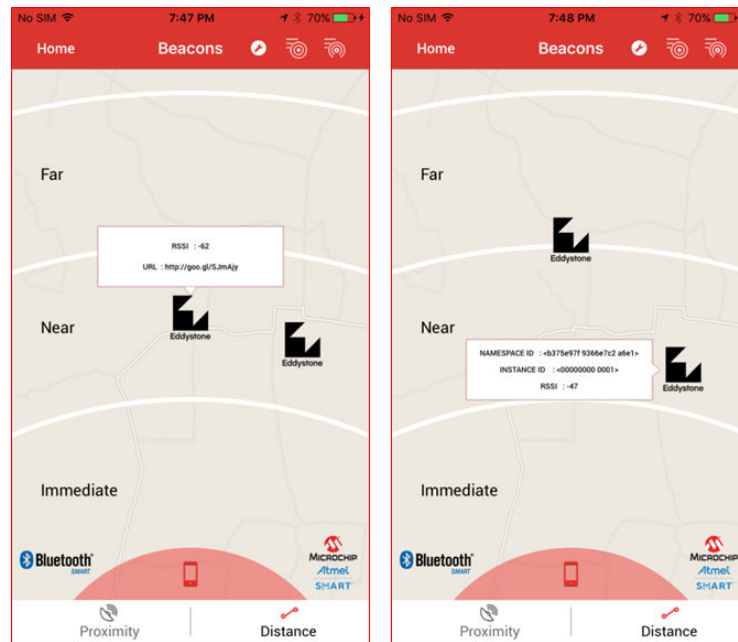 No SIM 7:47 PM 70%
Home Beacons
Far
RSSI : -62
URL : http://goo.gl/SJmAjy
Eddystone
Near
Eddystone
Immediate
Bluetooth®
SMART
MICROCHIP
Atmel
SMART
Proximity Distance
No SIM 7:48 PM 70%
Home Beacons
Far
Eddystone
Near
NAMESPACE ID : <b375e97f 9366e7c2 a6e1>
INSTANCE ID : <00000000 0001>
RSSI : -47
Eddystone
Immediate
Bluetooth®
SMART
MICROCHIP
Atmel
SMART
Proximity Distance